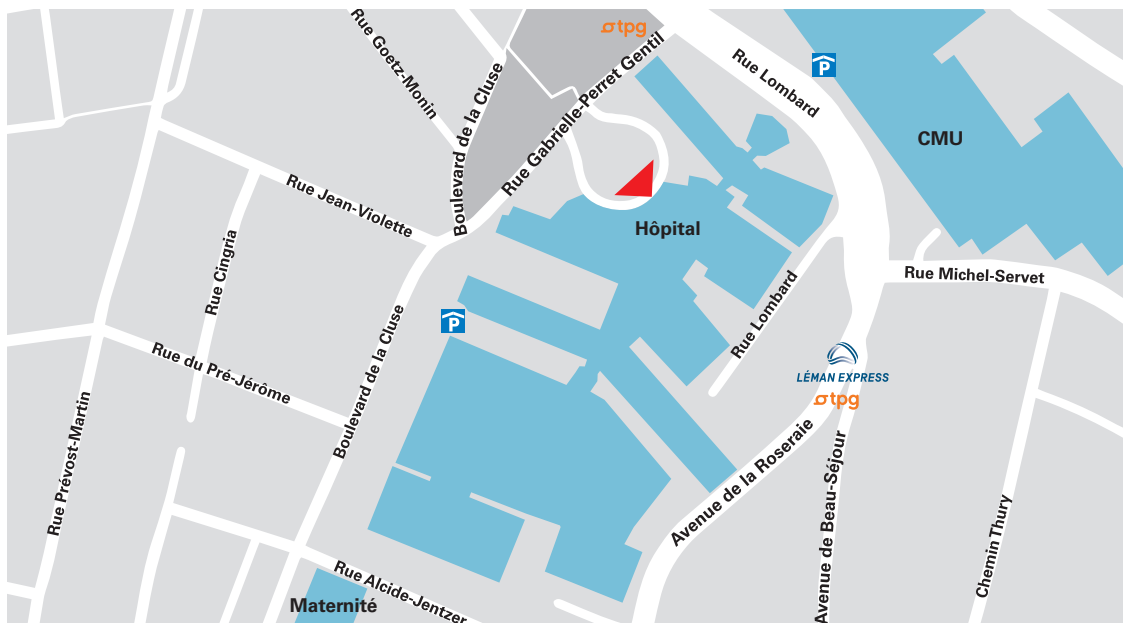 tpg
Rue Goetz-Monin
Boulevard de la Cluse
Rue Gabrielle-Perret Gentil
Rue Lombard
P
CMU
Rue Jean-Violette
Hôpital
Rue Cingria
Rue Lombard
Rue Michel-Servet
P
Rue du Pré-Jérôme
Boulevard de la Cluse
LÉMAN EXPRESS
tpg
Rue Prévost-Martin
Avenue de la Roseraie
Avenue de Beau-Séjour
Chemin Thury
Rue Alcide-Jentzer
Maternité